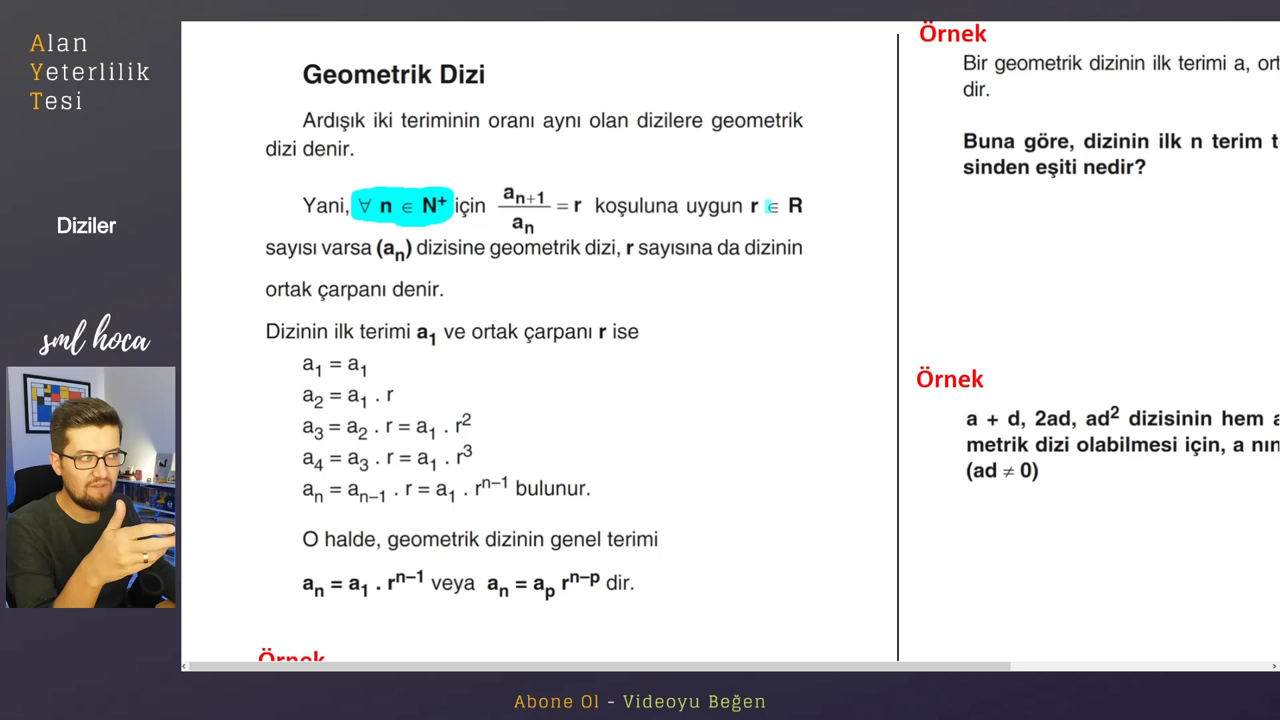 Alan
Yeterlilik
Tesi
Diziler
sml hoca
Geometrik Dizi
Ardışık iki teriminin oranı aynı olan dizilere geometrik
dizi denir.
Yani, ∀ n ∈ N⁺ için aₙ₊₁ / aₙ = r koşuluna uygun r ∈ R
sayısı varsa (aₙ) dizisine geometrik dizi, r sayısına da dizinin
ortak çarpanı denir.
Dizinin ilk terimi a₁ ve ortak çarpanı r ise
a₁ = a₁
a₂ = a₁ . r
a₃ = a₂ . r = a₁ . r²
a₄ = a₃ . r = a₁ . r³
aₙ = aₙ₋₁ . r = a₁ . rⁿ⁻¹ bulunur.
O halde, geometrik dizinin genel terimi
aₙ = a₁ . rⁿ⁻¹ veya aₙ = aₚ rⁿ⁻ᵖ dir.
Örnek
Örnek
Bir geometrik dizinin ilk terimi a, ort
dir.
Buna göre, dizinin ilk n terim t
sinden eşiti nedir?
Örnek
a + d, 2ad, ad² dizisinin hem a
metrik dizi olabilmesi için, a nın
(ad ≠ 0)
Abone Ol - Videoyu Beğen